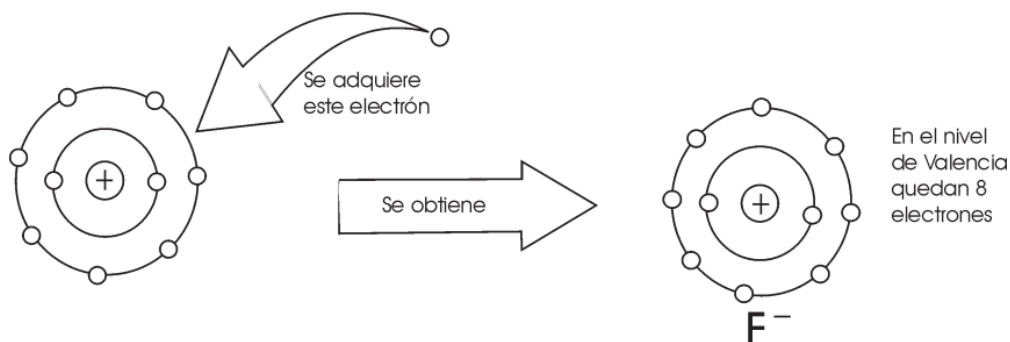 Se adquiere
este electrón
+
Se obtiene
+
En el nivel
de Valencia
quedan 8
electrones
F⁻